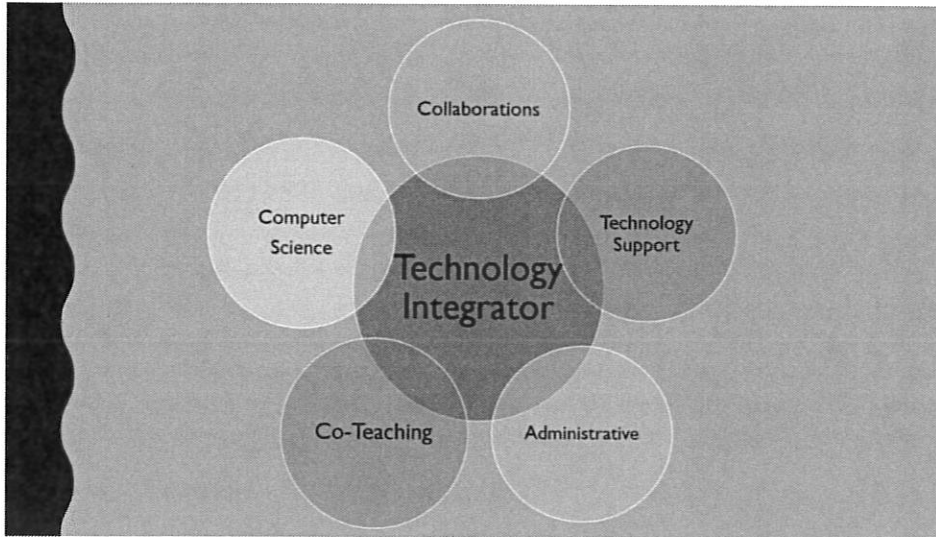 Collaborations
Computer
Science
Technology
Support
Technology
Integrator
Co-Teaching
Administrative